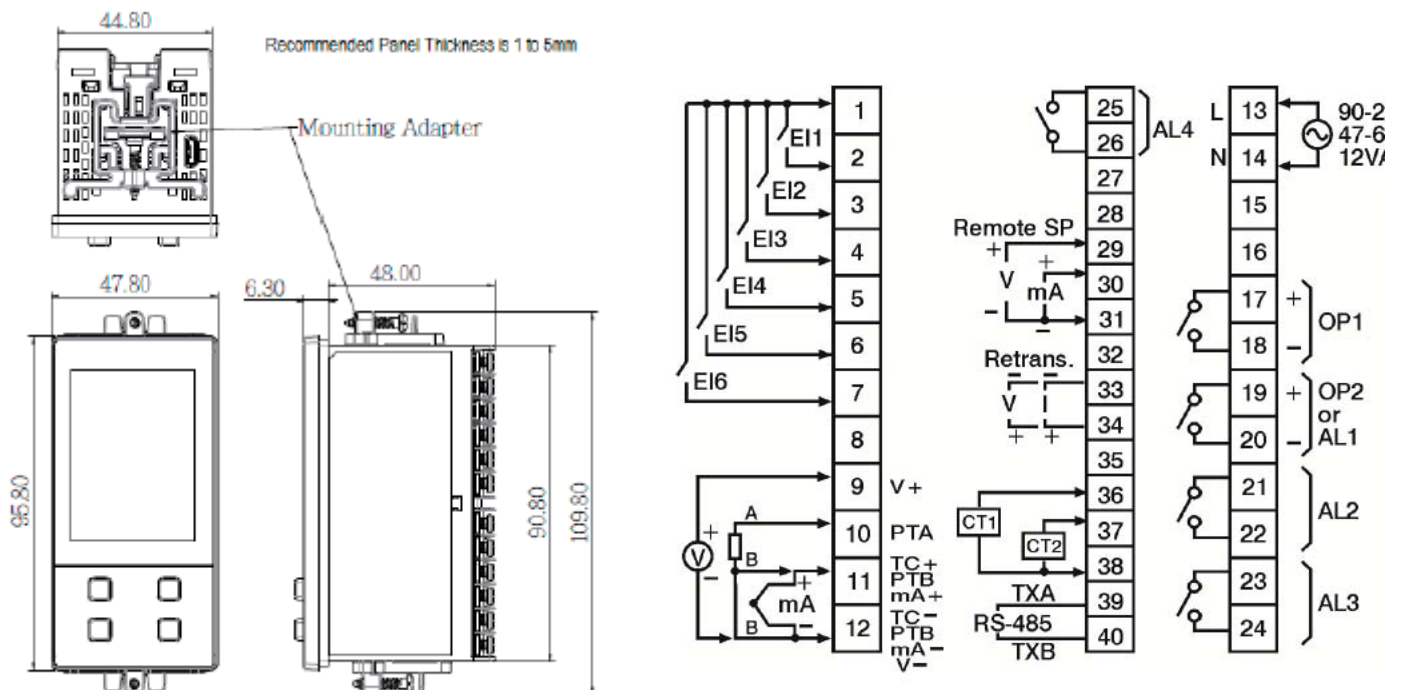 44.80
Recommended Panel Thickness is 1 to 5mm
Mounting Adapter
47.80
6.30
48.00
95.80
90.80
109.80
1
2
3
4
5
6
7
8
9
10
11
12
EI1
EI2
EI3
EI4
EI5
EI6
V+
PTA
TC+
PTB
mA+
TC-
PTB
mA-
V-
+
V
-
A
B
+
mA
-
B
25
26
27
28
29
30
31
32
33
34
35
36
37
38
39
40
AL4
Remote SP
+
V
-
+
mA
-
Retrans.
- -
V
+ +
CT1
CT2
TXA
RS-485
TXB
L
N
13
14
15
16
17
18
19
20
21
22
23
24
90-2
47-6
12VA
+
-
OP1
+
-
OP2
or
AL1
AL2
AL3